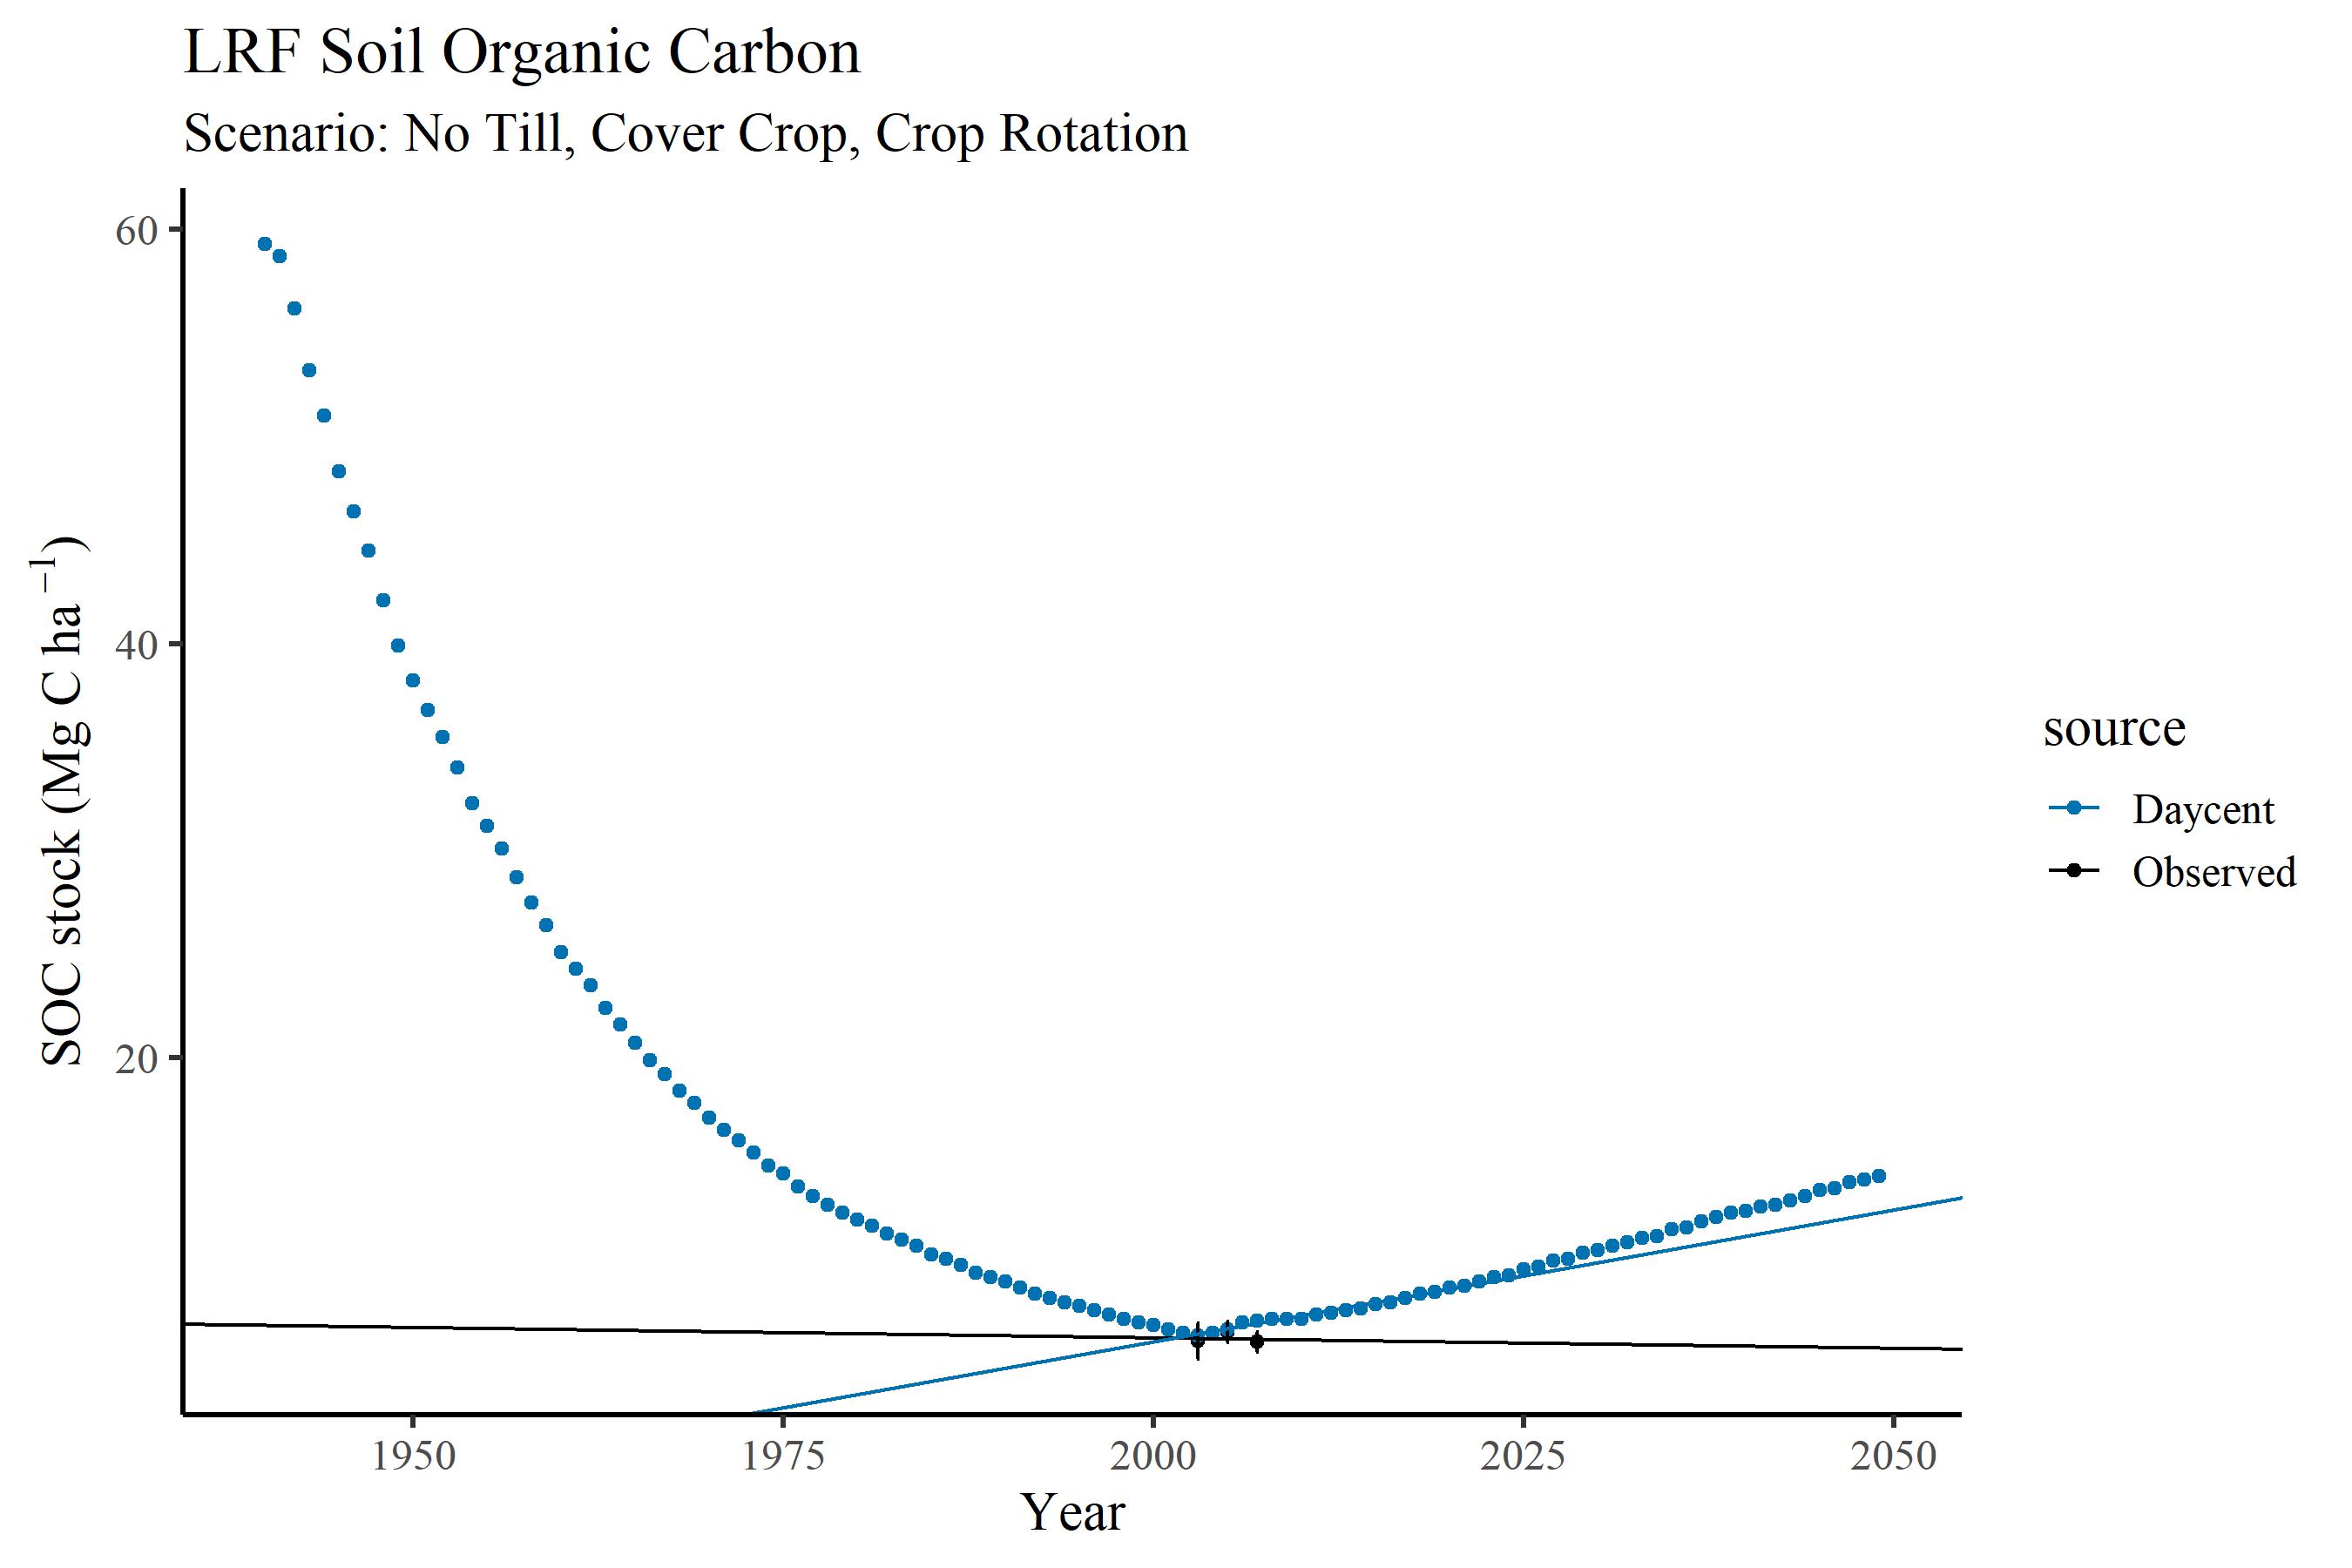 LRF Soil Organic Carbon
Scenario: No Till, Cover Crop, Crop Rotation
SOC stock (Mg C ha⁻¹)
60
40
20
1950
1975
2000
2025
2050
Year
source
Daycent
Observed